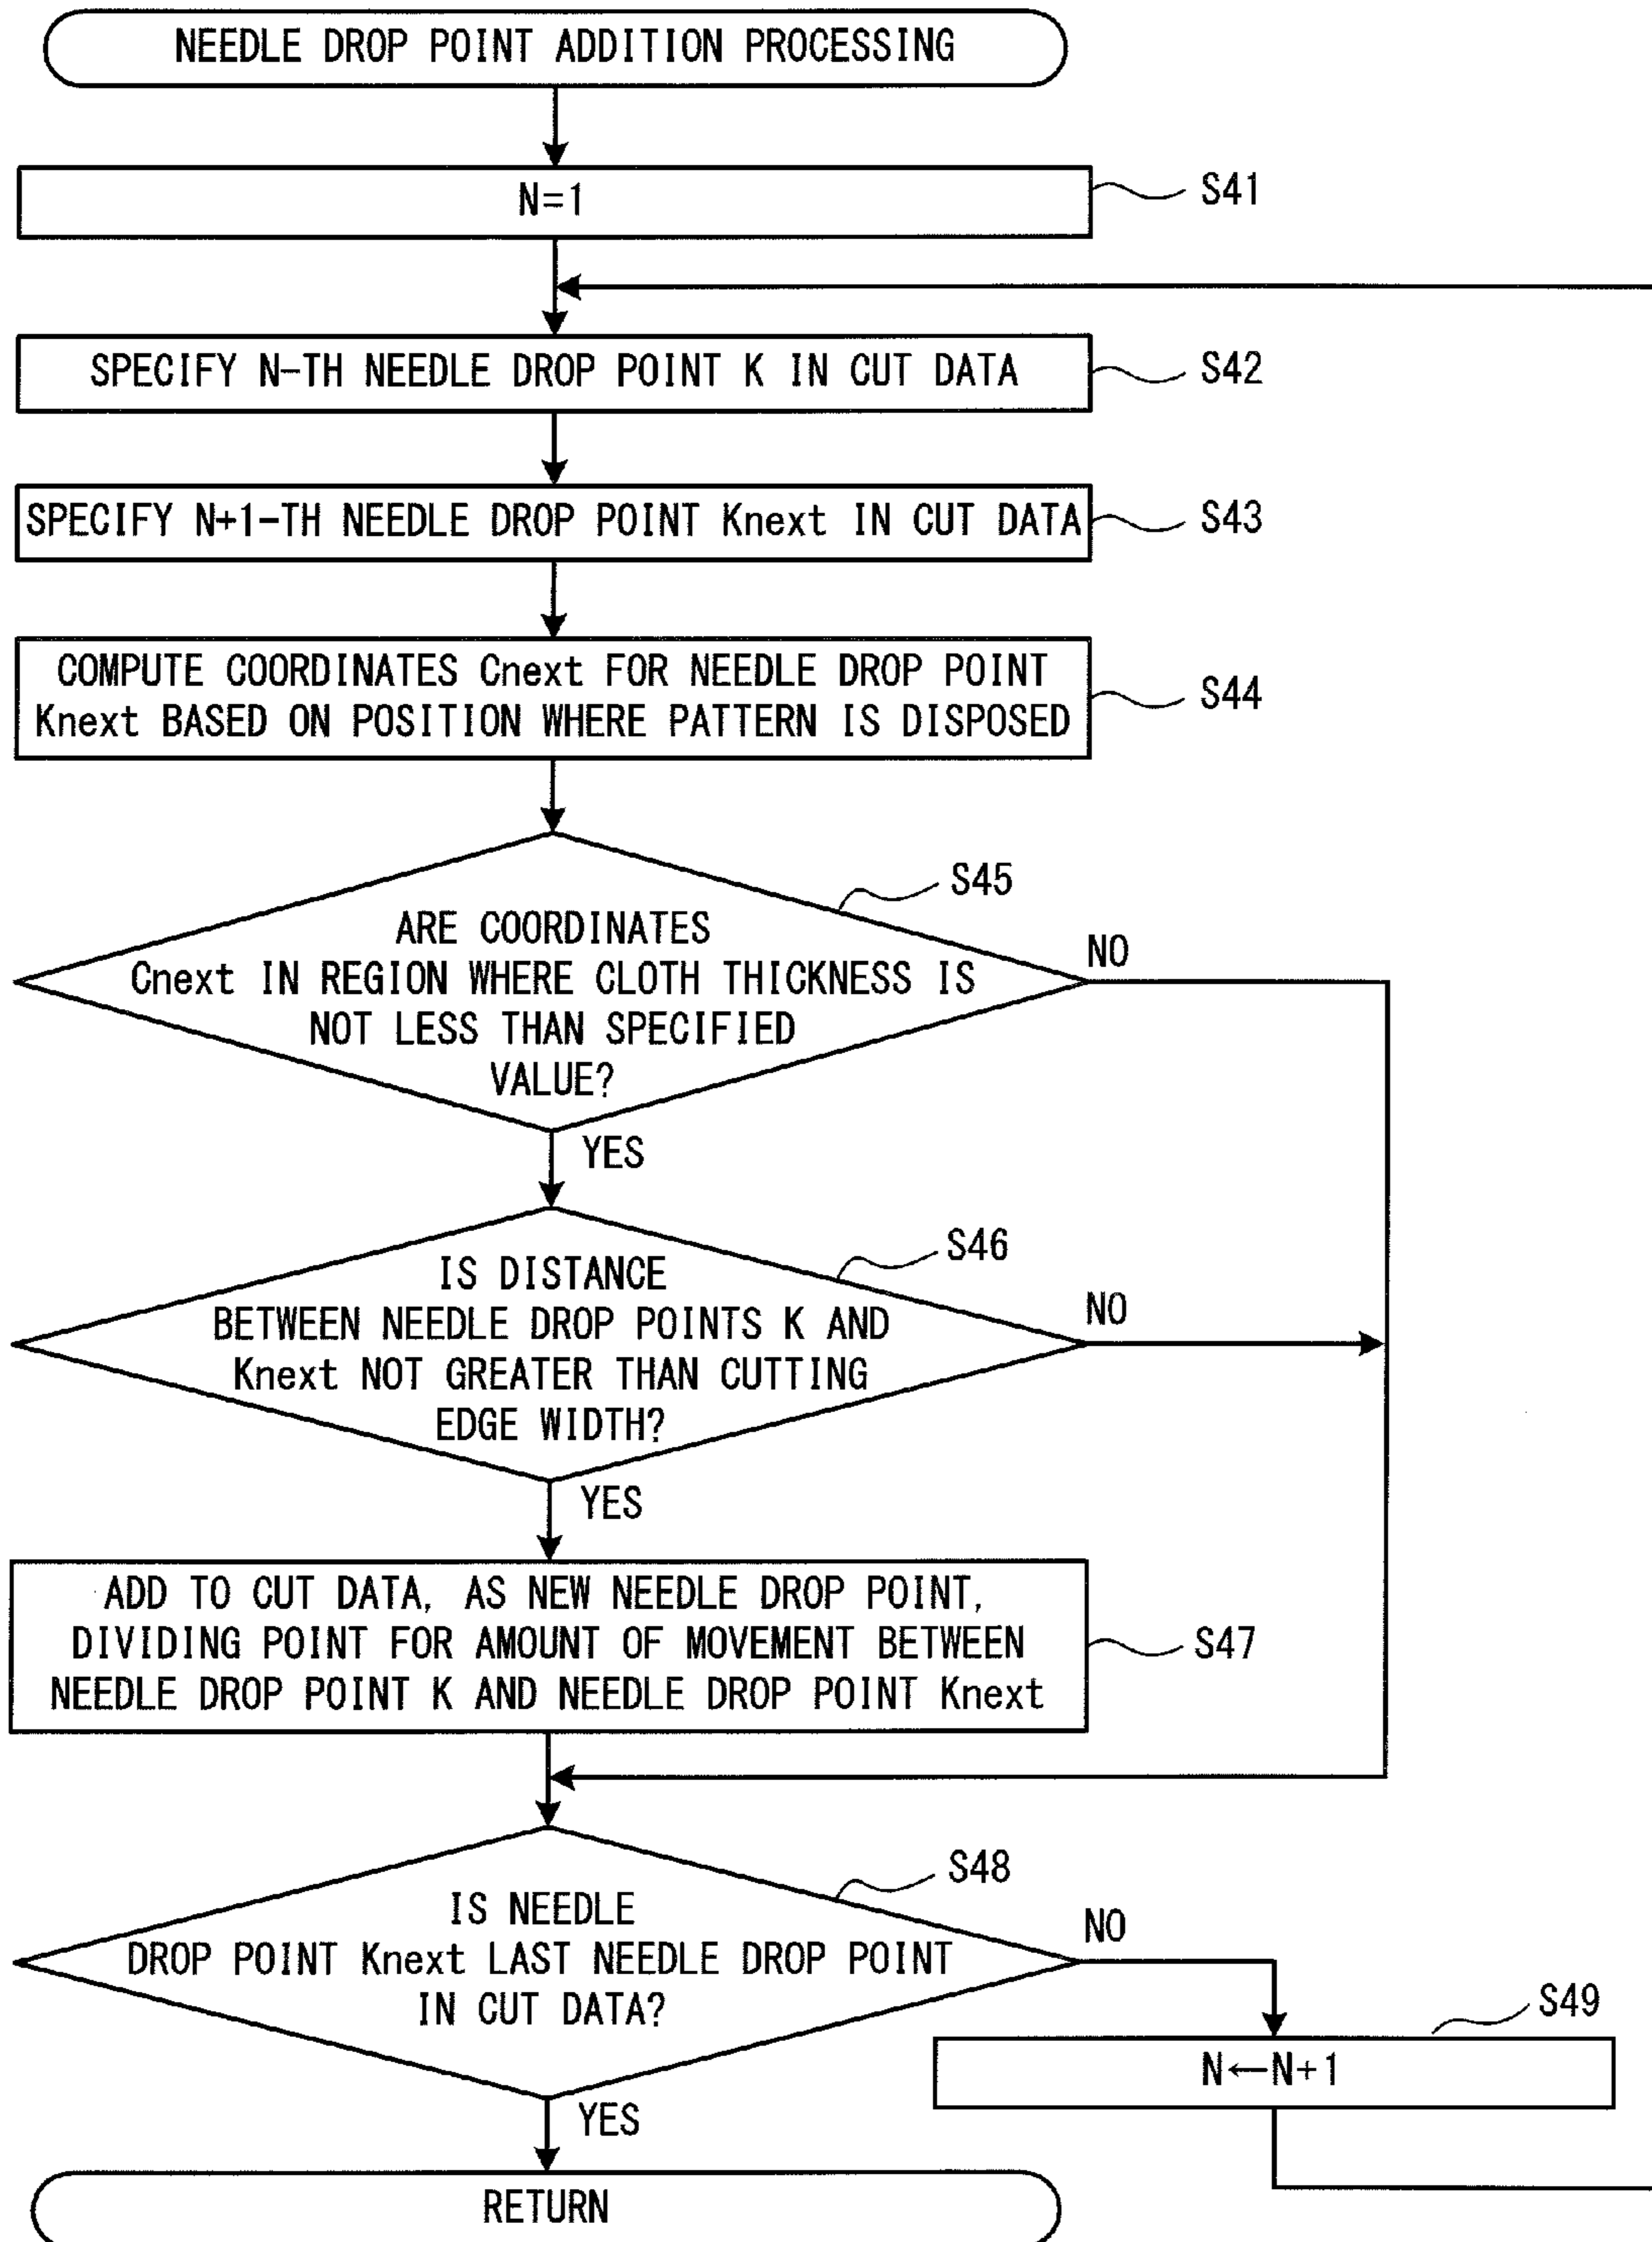 NEEDLE DROP POINT ADDITION PROCESSING
N=1
S41
SPECIFY N-TH NEEDLE DROP POINT K IN CUT DATA
S42
SPECIFY N+1-TH NEEDLE DROP POINT Knext IN CUT DATA
S43
COMPUTE COORDINATES Cnext FOR NEEDLE DROP POINT
Knext BASED ON POSITION WHERE PATTERN IS DISPOSED
S44
S45
ARE COORDINATES
Cnext IN REGION WHERE CLOTH THICKNESS IS
NOT LESS THAN SPECIFIED
VALUE?
NO
YES
S46
IS DISTANCE
BETWEEN NEEDLE DROP POINTS K AND
Knext NOT GREATER THAN CUTTING
EDGE WIDTH?
NO
YES
ADD TO CUT DATA, AS NEW NEEDLE DROP POINT,
DIVIDING POINT FOR AMOUNT OF MOVEMENT BETWEEN
NEEDLE DROP POINT K AND NEEDLE DROP POINT Knext
S47
S48
IS NEEDLE
DROP POINT Knext LAST NEEDLE DROP POINT
IN CUT DATA?
NO
S49
N←N+1
YES
RETURN